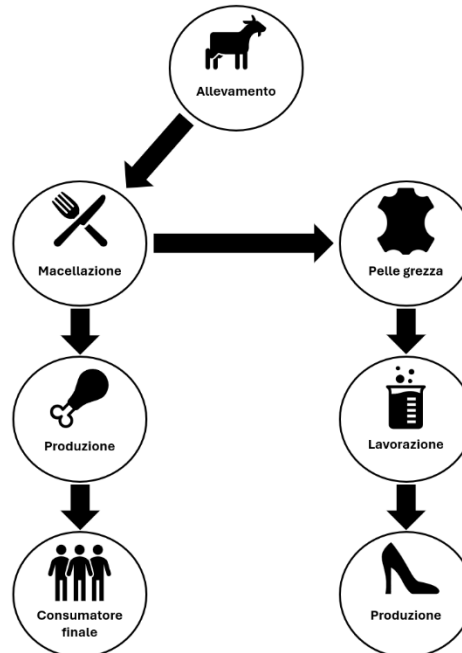 Allevamento
Macellazione
Pelle grezza
Produzione
Lavorazione
Consumatore
finale
Produzione